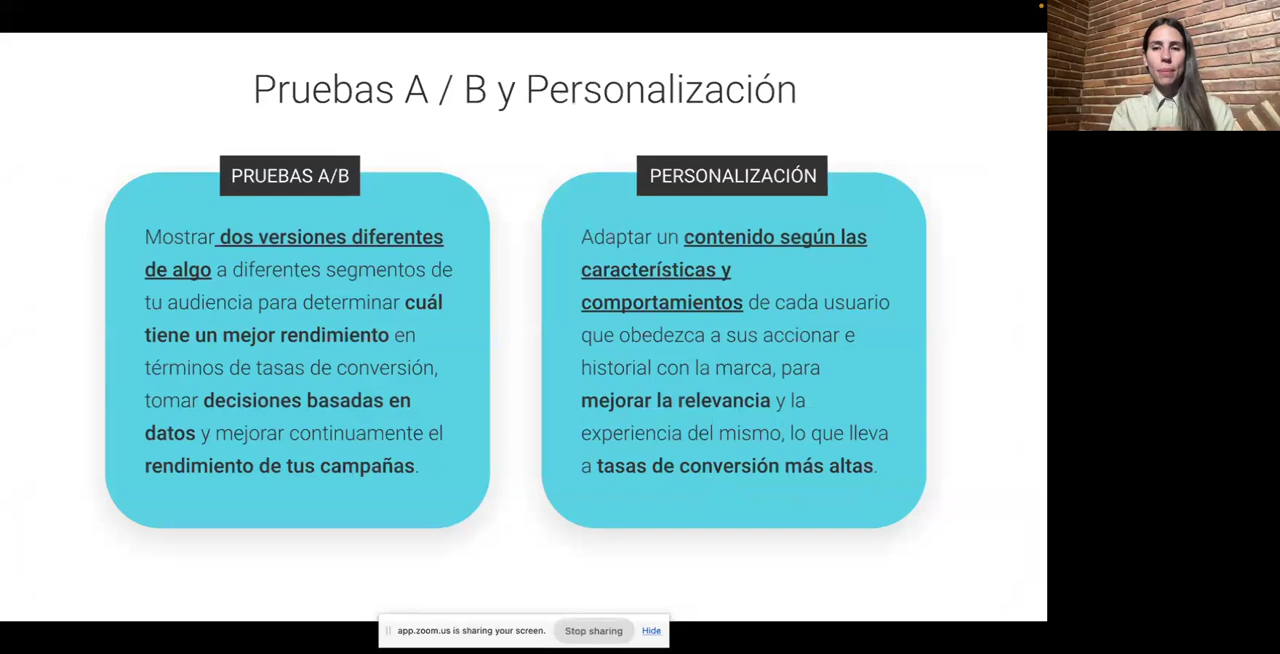 Pruebas A / B y Personalización
PRUEBAS A/B
Mostrar dos versiones diferentes
de algo a diferentes segmentos de
tu audiencia para determinar cuál
tiene un mejor rendimiento en
términos de tasas de conversión,
tomar decisiones basadas en
datos y mejorar continuamente el
rendimiento de tus campañas.
PERSONALIZACIÓN
Adaptar un contenido según las
características y
comportamientos de cada usuario
que obedezca a sus accionar e
historial con la marca, para
mejorar la relevancia y la
experiencia del mismo, lo que lleva
a tasas de conversión más altas.
app.zoom.us is sharing your screen. Stop sharing Hide